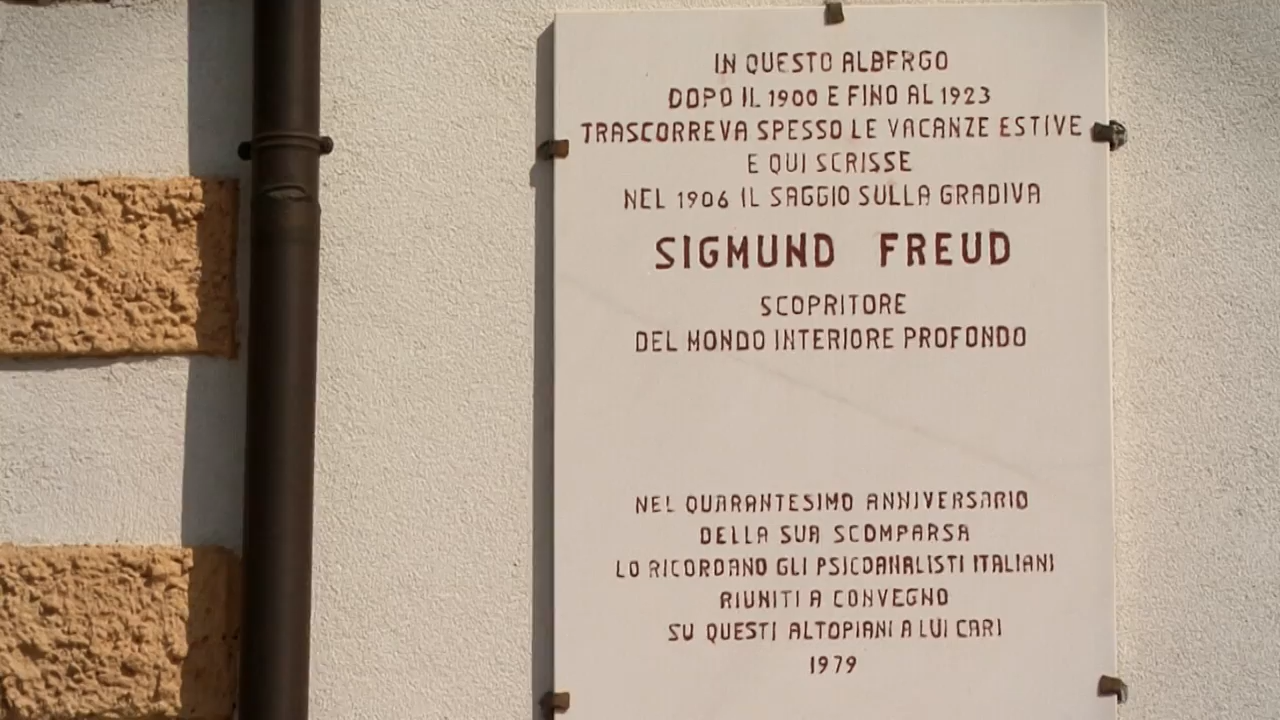 IN QUESTO ALBERGO
DOPO IL 1900 E FINO AL 1923
TRASCORREVA SPESSO LE VACANZE ESTIVE
E QUI SCRISSE
NEL 1906 IL SAGGIO SULLA GRADIVA
SIGMUND FREUD
SCOPRITORE
DEL MONDO INTERIORE PROFONDO
NEL QUARANTESIMO ANNIVERSARIO
DELLA SUA SCOMPARSA
LO RICORDANO GLI PSICOANALISTI ITALIANI
RIUNITI A CONVEGNO
SU QUESTI ALTOPIANI A LUI CARI
1979